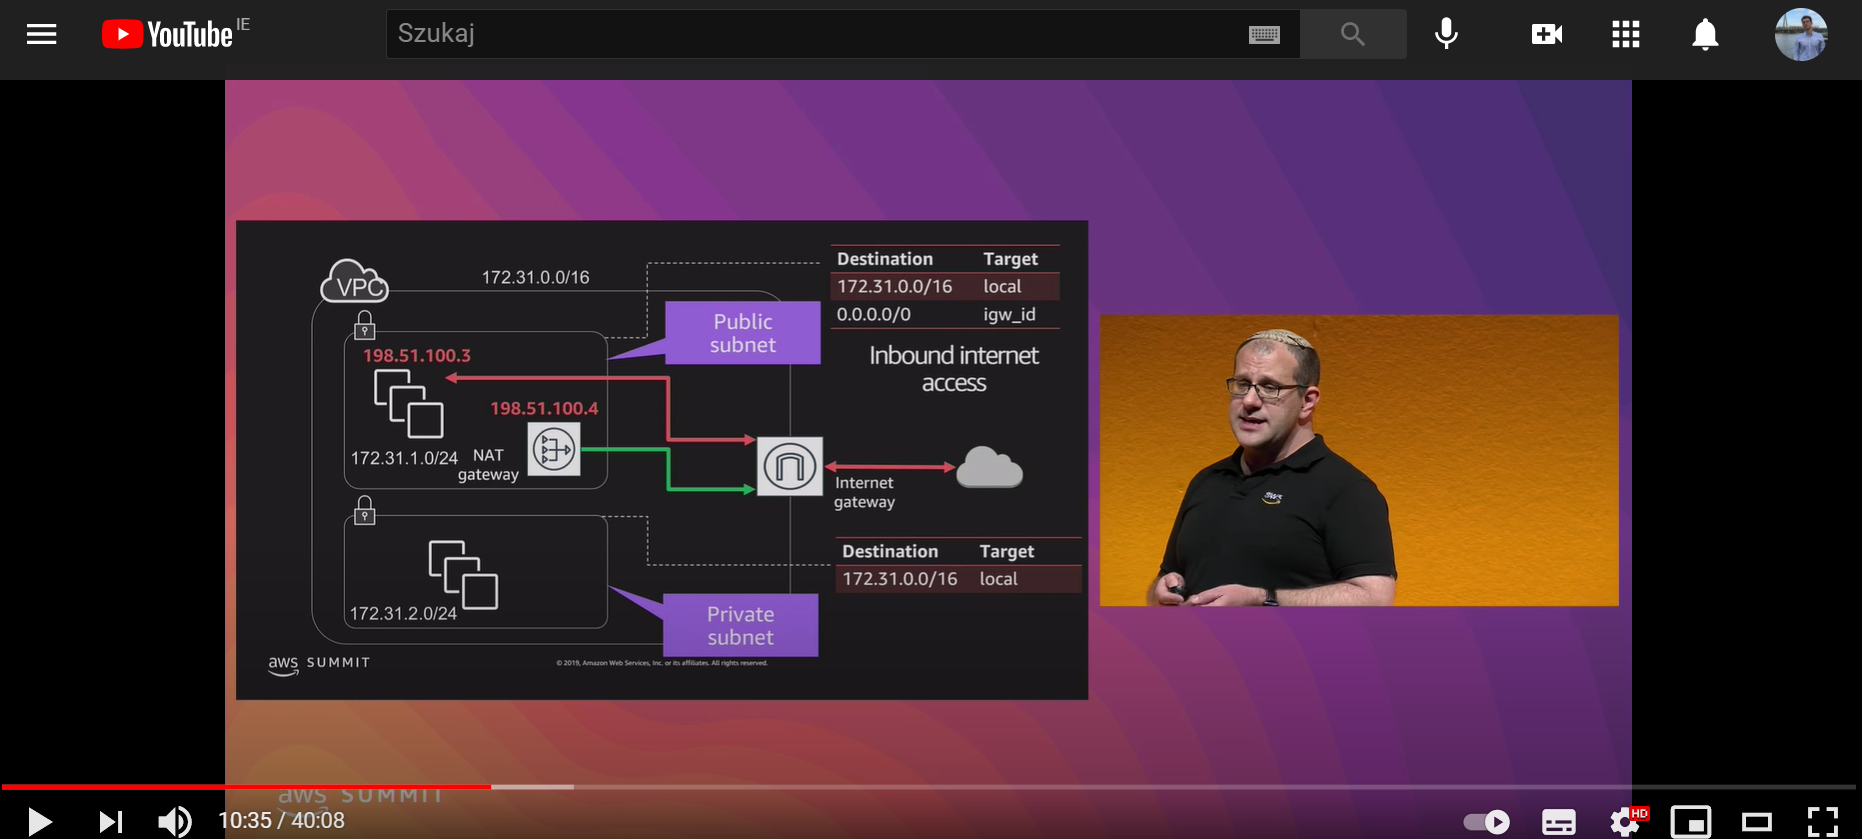 YouTube IE
Szukaj
VPC
172.31.0.0/16
Public
subnet
198.51.100.3
198.51.100.4
172.31.1.0/24
NAT
gateway
172.31.2.0/24
Private
subnet
Destination Target
172.31.0.0/16 local
0.0.0.0/0 igw_id
Inbound internet
access
Internet
gateway
Destination Target
172.31.0.0/16 local
aws SUMMIT
© 2019, Amazon Web Services, Inc. or its affiliates. All rights reserved.
aws
aws SUMMIT
10:35 / 40:08
HD